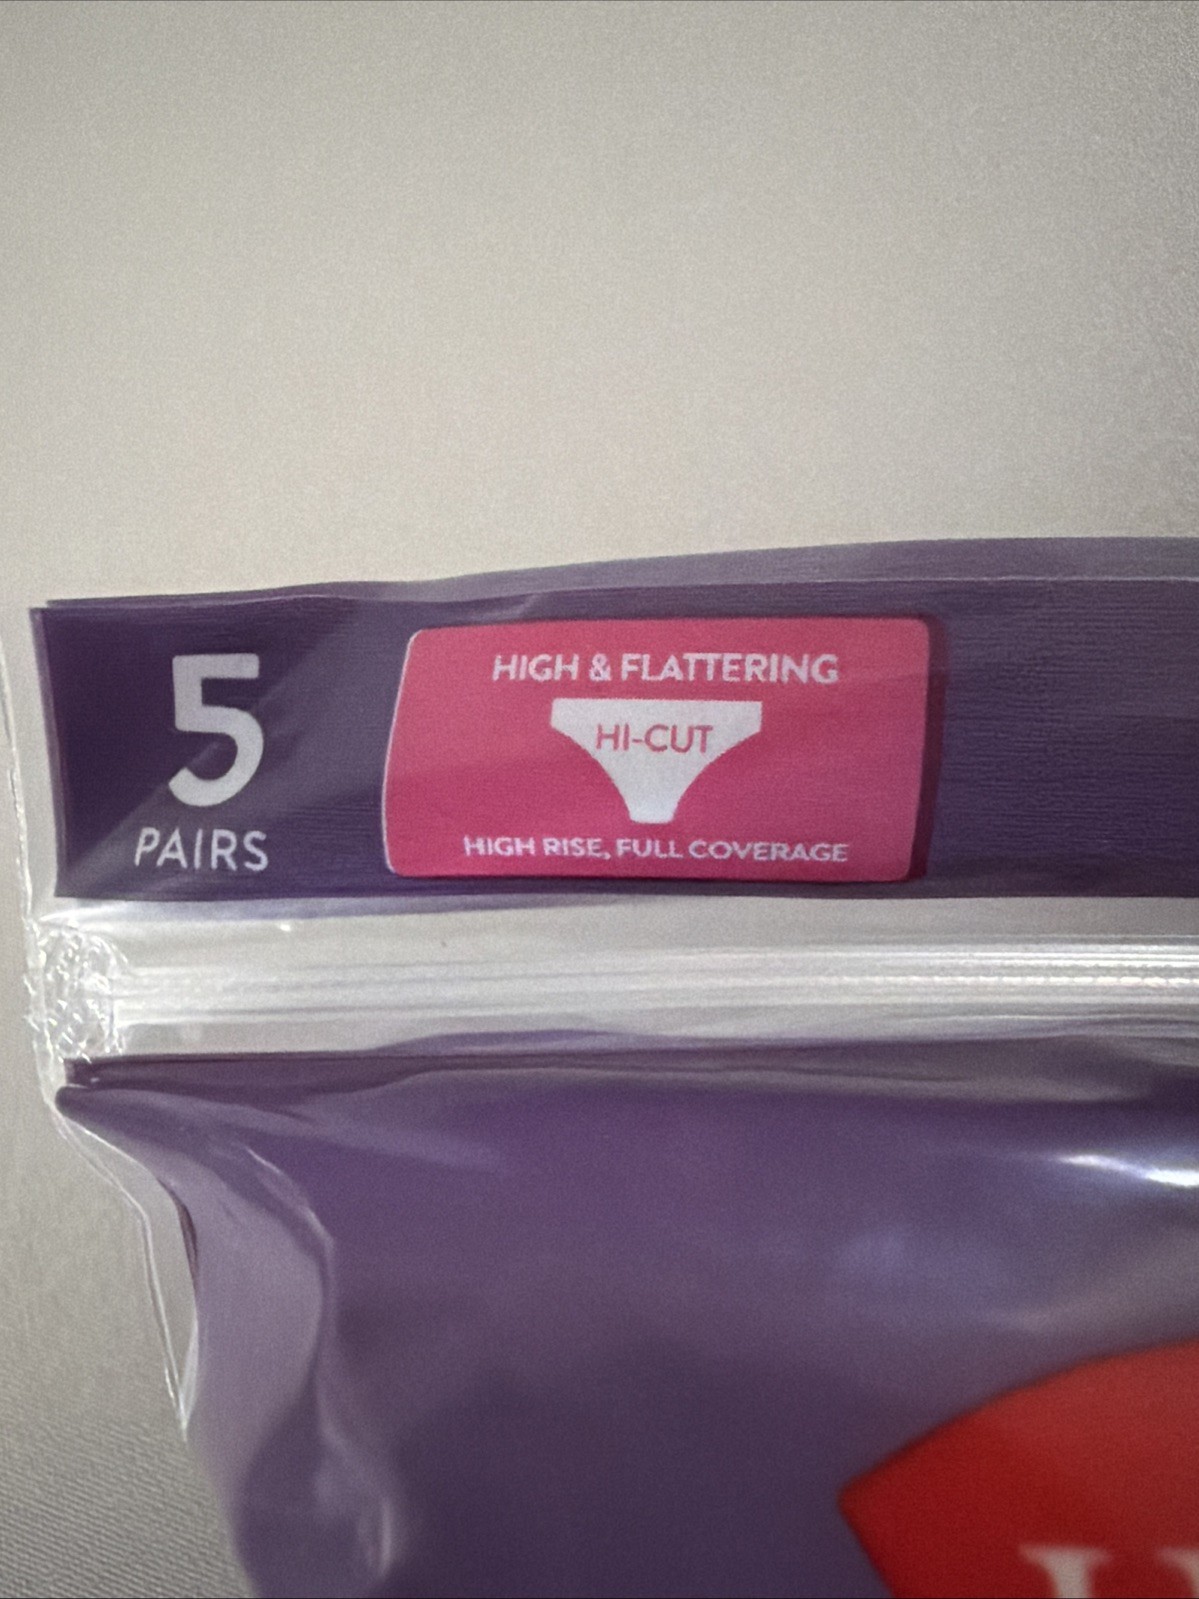 5
PAIRS
HIGH & FLATTERING
HI-CUT
HIGH RISE, FULL COVERAGE